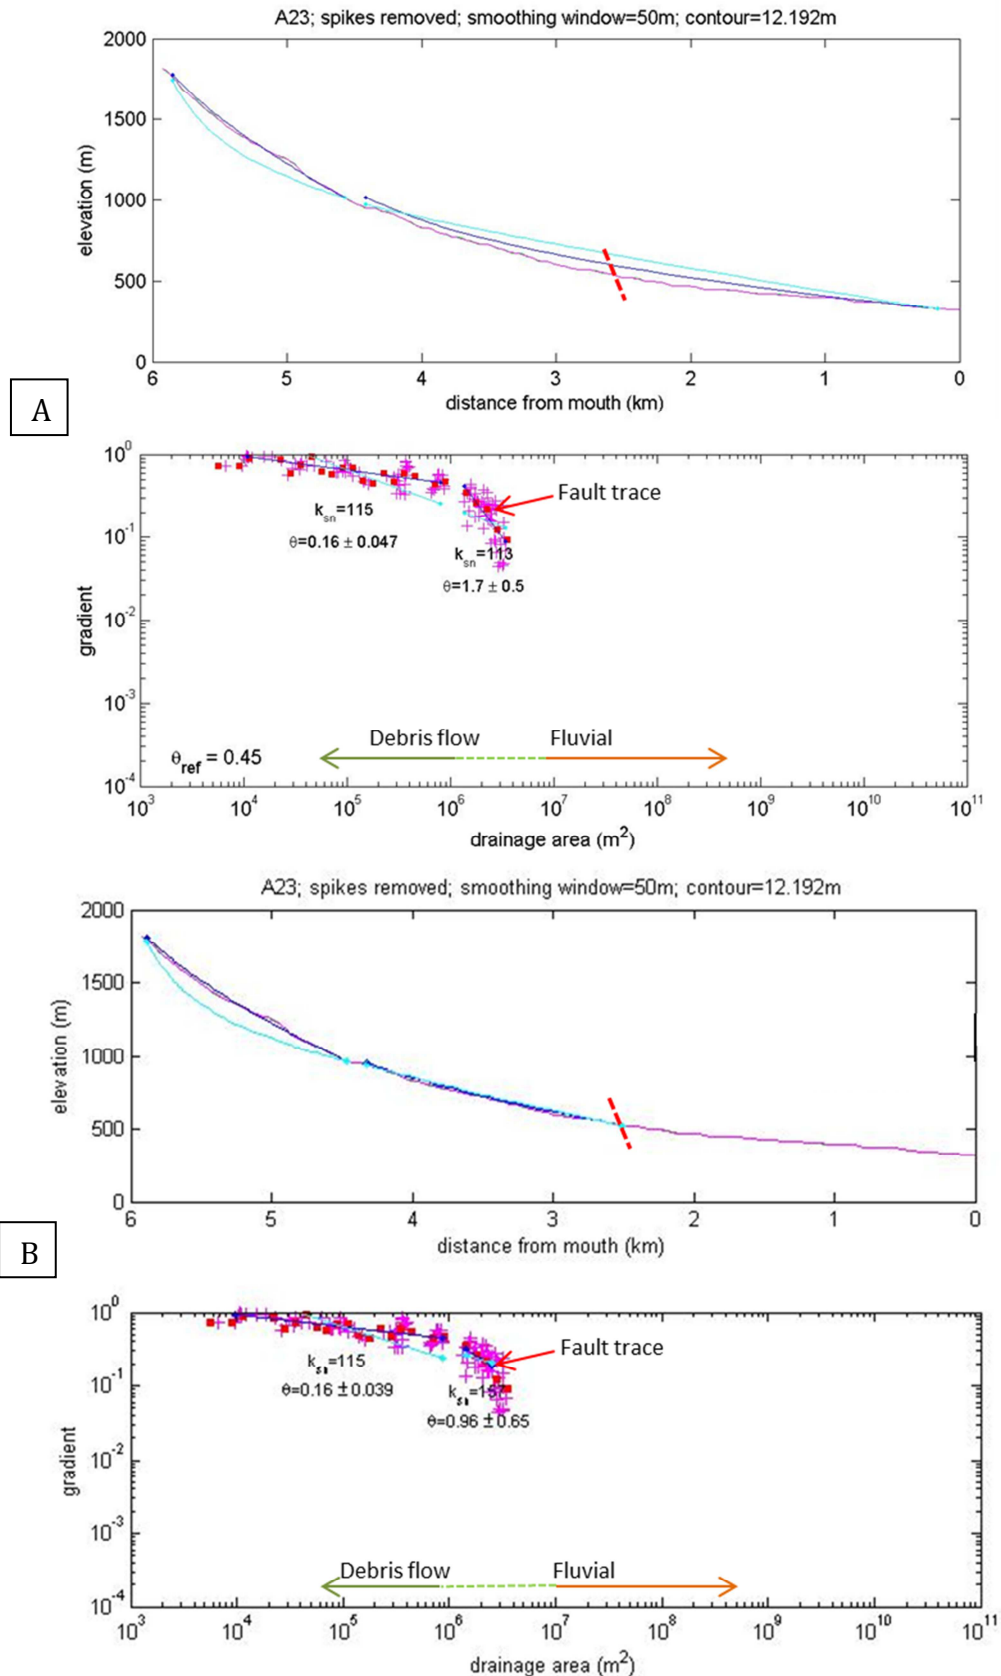 A23; spikes removed; smoothing window=50m; contour=12.192m
2000
1500
1000
500
0
elevation (m)
6 5 4 3 2 1 0
distance from mouth (km)
A
10^0
10^-1
10^-2
10^-3
10^-4
gradient
Fault trace
k_sn=115
θ=0.16 ± 0.047
k_sn=113
θ=1.7 ± 0.5
Debris flow Fluvial
θ_ref = 0.45
10^3 10^4 10^5 10^6 10^7 10^8 10^9 10^10 10^11
drainage area (m²)
A23; spikes removed; smoothing window=50m; contour=12.192m
2000
1500
1000
500
0
elevation (m)
6 5 4 3 2 1 0
distance from mouth (km)
B
10^0
10^-1
10^-2
10^-3
10^-4
gradient
Fault trace
k_sn=115
θ=0.16 ± 0.039
θ=0.96 ± 0.65
Debris flow Fluvial
10^3 10^4 10^5 10^6 10^7 10^8 10^9 10^10 10^11
drainage area (m²)